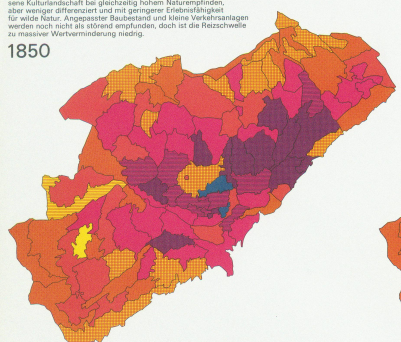 sene Kulturlandschaft bei gleichzeitig hohem Naturempfinden,
aber weniger differenziert und mit geringerer Erlebnisfähigkeit
für wilde Natur. Angepasster Baubestand und kleine Verkehrsanlagen
werden noch nicht als störend empfunden, doch ist die Reizschwelle
zu massiver Wertverminderung niedrig.
1850